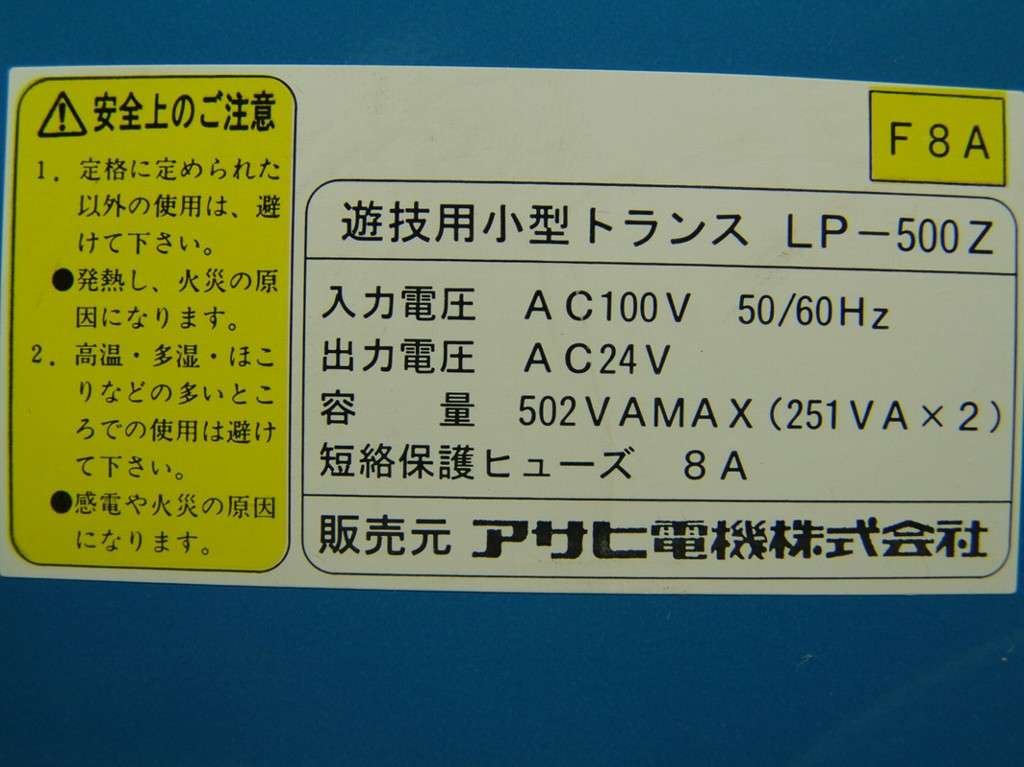 安全上のご注意
1．定格に定められた
以外の使用は、避
けて下さい。
●発熱し、火災の原
因になります。
2．高温・多湿・ほこ
りなどの多いとこ
ろでの使用は避け
て下さい。
●感電や火災の原因
になります。
F8A
遊技用小型トランス LP-500Z
入力電圧 AC100V 50/60Hz
出力電圧 AC24V
容量 502VAMAX(251VA×2)
短絡保護ヒューズ 8A
販売元 アサヒ電機株式会社